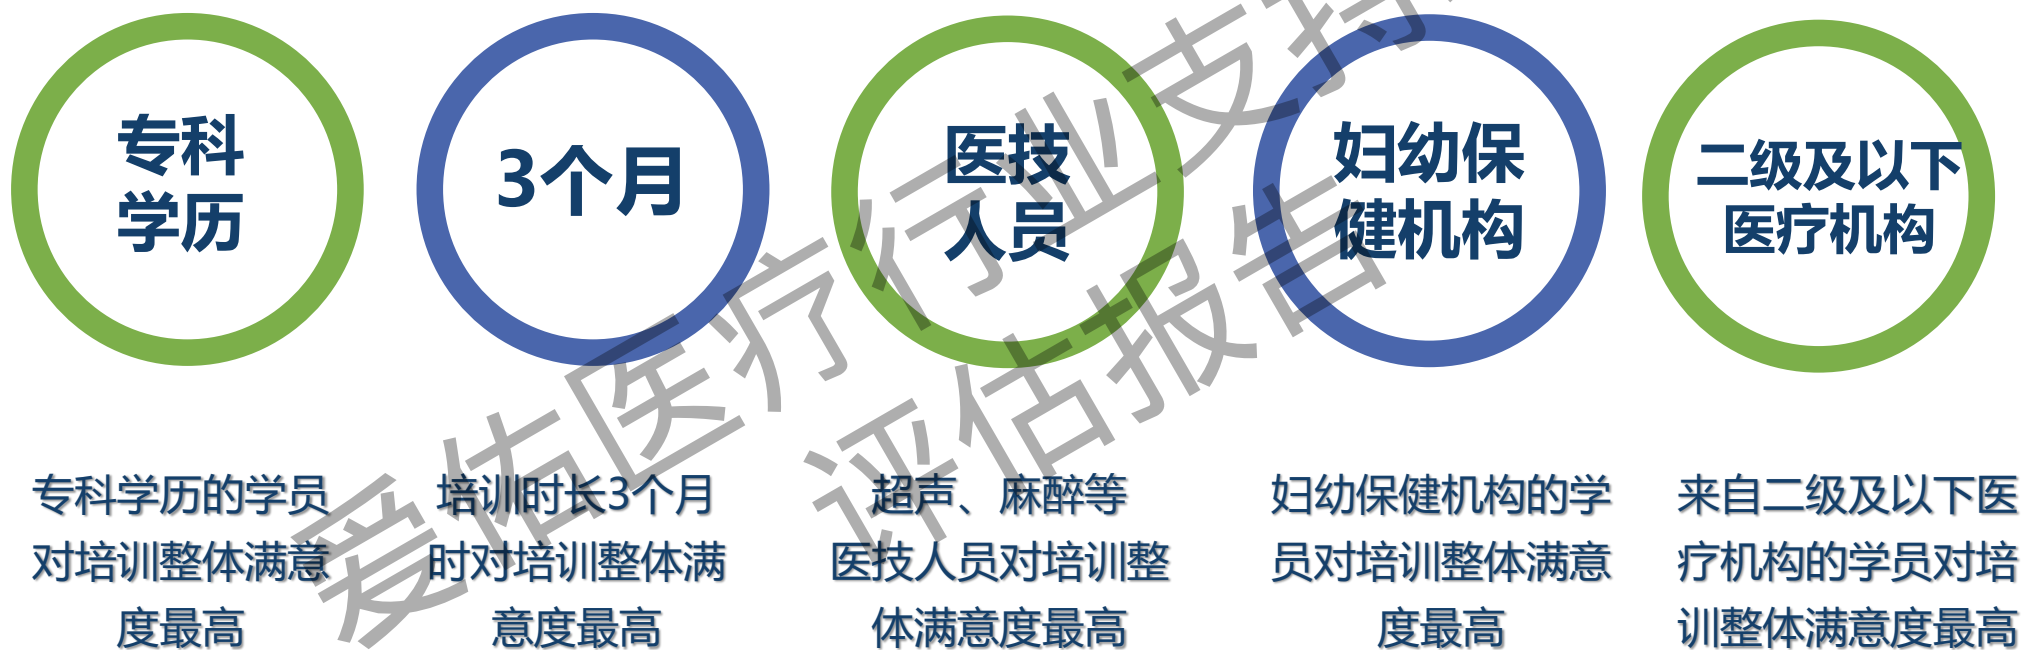 专科
学历
3个月
医技
人员
妇幼保
健机构
二级及以下
医疗机构
专科学历的学员
对培训整体满意
度最高
培训时长3个月
时对培训整体满
意度最高
超声、麻醉等
医技人员对培训整
体满意度最高
妇幼保健机构的学
员对培训整体满意
度最高
来自二级及以下医
疗机构的学员对培
训整体满意度最高
爱佑医疗行业支持
评估报告